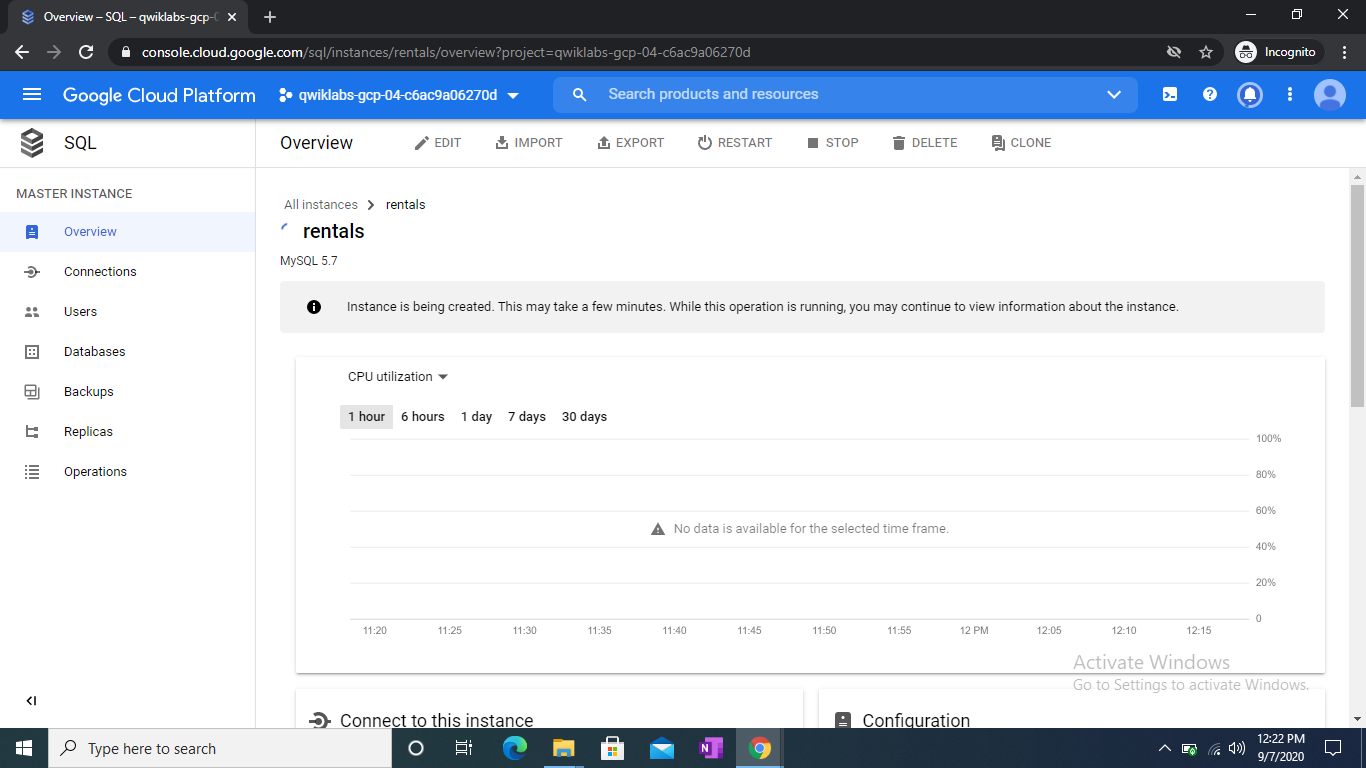 Overview – SQL – qwiklabs-gcp-
console.cloud.google.com/sql/instances/rentals/overview?project=qwiklabs-gcp-04-c6ac9a06270d
Incognito
Google Cloud Platform
qwiklabs-gcp-04-c6ac9a06270d
Search products and resources
SQL
Overview
EDIT
IMPORT
EXPORT
RESTART
STOP
DELETE
CLONE
MASTER INSTANCE
Overview
Connections
Users
Databases
Backups
Replicas
Operations
All instances
rentals
rentals
MySQL 5.7
Instance is being created. This may take a few minutes. While this operation is running, you may continue to view information about the instance.
CPU utilization
1 hour 6 hours 1 day 7 days 30 days
100%
80%
60%
No data is available for the selected time frame.
40%
20%
0
11:20 11:25 11:30 11:35 11:40 11:45 11:50 11:55 12 PM 12:05 12:10 12:15
Activate Windows
Go to Settings to activate Windows.
Connect to this instance
Configuration
Type here to search
N
12:22 PM
9/7/2020